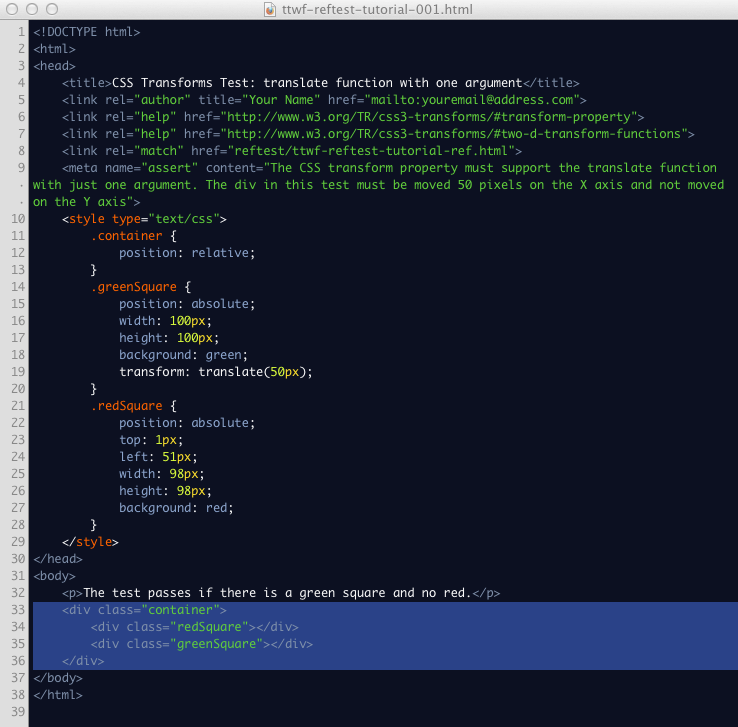 ttwf-reftest-tutorial-001.html
1 <!DOCTYPE html>
2 <html>
3 <head>
4     <title>CSS Transforms Test: translate function with one argument</title>
5     <link rel="author" title="Your Name" href="mailto:youremail@address.com">
6     <link rel="help" href="http://www.w3.org/TR/css3-transforms/#transform-property">
7     <link rel="help" href="http://www.w3.org/TR/css3-transforms/#two-d-transform-functions">
8     <link rel="match" href="reftest/ttwf-reftest-tutorial-ref.html">
9     <meta name="assert" content="The CSS transform property must support the translate function
· with just one argument. The div in this test must be moved 50 pixels on the X axis and not moved
· on the Y axis">
10     <style type="text/css">
11         .container {
12             position: relative;
13         }
14         .greenSquare {
15             position: absolute;
16             width: 100px;
17             height: 100px;
18             background: green;
19             transform: translate(50px);
20         }
21         .redSquare {
22             position: absolute;
23             top: 1px;
24             left: 51px;
25             width: 98px;
26             height: 98px;
27             background: red;
28         }
29     </style>
30 </head>
31 <body>
32     <p>The test passes if there is a green square and no red.</p>
33     <div class="container">
34         <div class="redSquare"></div>
35         <div class="greenSquare"></div>
36     </div>
37 </body>
38 </html>
39